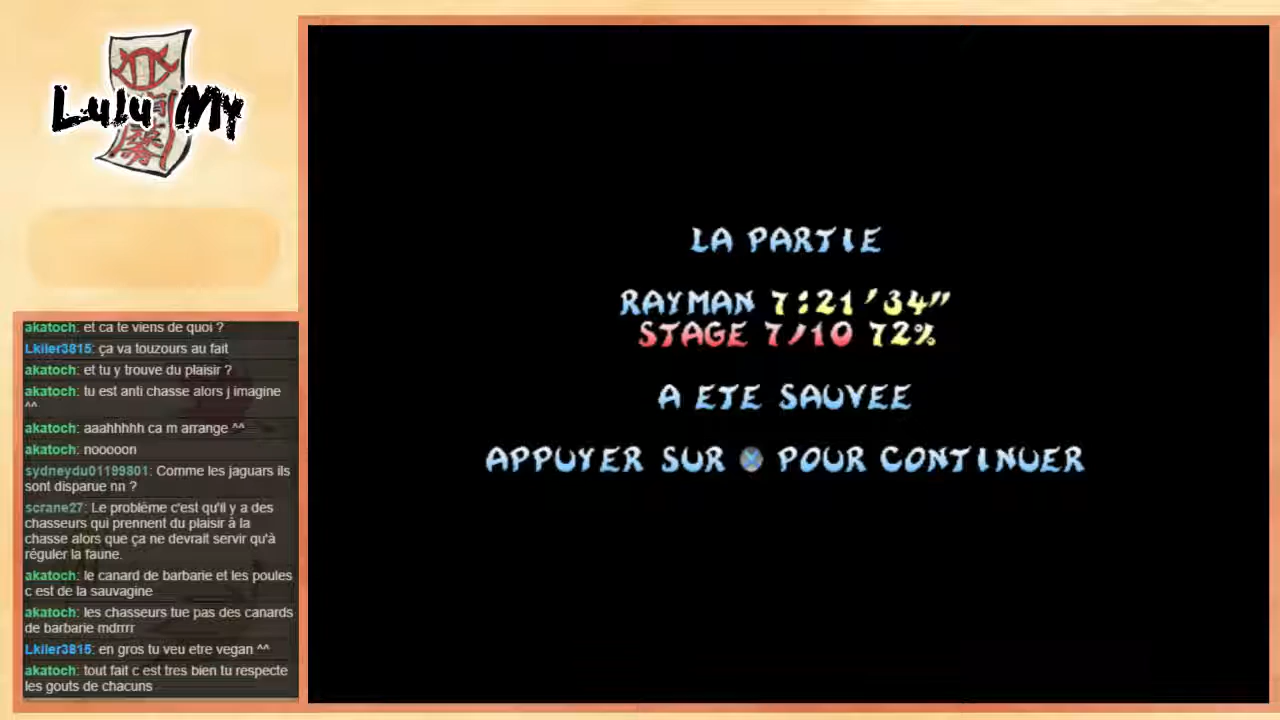 Lulu My
akatoch: et ca te viens de quoi ?
Lkiler3815: ça va touzours au fait
akatoch: et tu y trouve du plaisir ?
akatoch: tu est anti chasse alors j imagine
^^
akatoch: aaahhhhh ca m arrange ^^
akatoch: nooooon
sydneydu01199801: Comme les jaguars ils
sont disparue nn ?
scrane27: Le problème c'est qu'il y a des
chasseurs qui prennent du plaisir à la
chasse alors que ça ne devrait servir qu'à
réguler la faune.
akatoch: le canard de barbarie et les poules
c est de la sauvagine
akatoch: les chasseurs tue pas des canards
de barbarie mdrrrr
Lkiler3815: en gros tu veu etre vegan ^^
akatoch: tout fait c est tres bien tu respecte
les gouts de chacuns
LA PARTIE
RAYMAN 7:21'34"
STAGE 7/10 72%
A ETE SAUVEE
APPUYER SUR X POUR CONTINUER